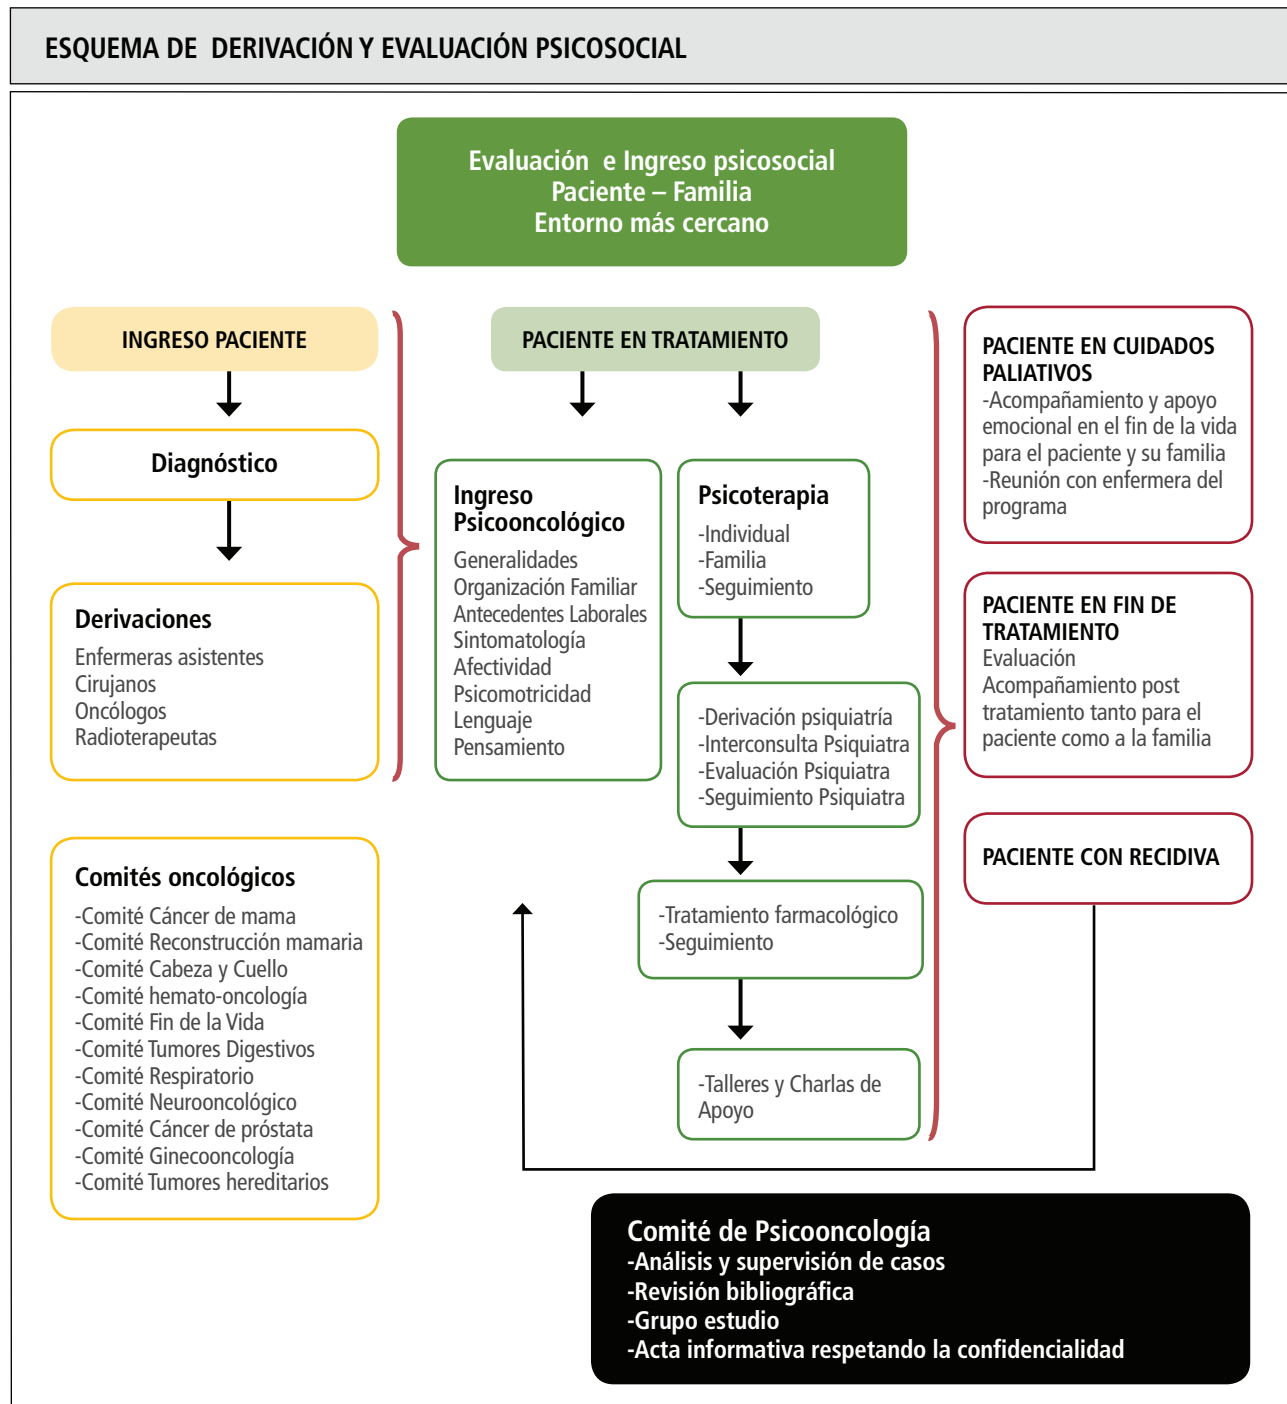 ESQUEMA DE DERIVACIÓN Y EVALUACIÓN PSICOSOCIAL
Evaluación e Ingreso psicosocial
Paciente – Familia
Entorno más cercano
INGRESO PACIENTE
Diagnóstico
Derivaciones
Enfermeras asistentes
Cirujanos
Oncólogos
Radioterapeutas
Comités oncológicos
-Comité Cáncer de mama
-Comité Reconstrucción mamaria
-Comité Cabeza y Cuello
-Comité hemato-oncología
-Comité Fin de la Vida
-Comité Tumores Digestivos
-Comité Respiratorio
-Comité Neurooncológico
-Comité Cáncer de próstata
-Comité Ginecooncología
-Comité Tumores hereditarios
PACIENTE EN TRATAMIENTO
Ingreso
Psicooncológico
Generalidades
Organización Familiar
Antecedentes Laborales
Sintomatología
Afectividad
Psicomotricidad
Lenguaje
Pensamiento
Psicoterapia
-Individual
-Familia
-Seguimiento
-Derivación psiquiatría
-Interconsulta Psiquiatra
-Evaluación Psiquiatra
-Seguimiento Psiquiatra
-Tratamiento farmacológico
-Seguimiento
-Talleres y Charlas de
Apoyo
PACIENTE EN CUIDADOS
PALIATIVOS
-Acompañamiento y apoyo
emocional en el fin de la vida
para el paciente y su familia
-Reunión con enfermera del
programa
PACIENTE EN FIN DE
TRATAMIENTO
Evaluación
Acompañamiento post
tratamiento tanto para el
paciente como a la familia
PACIENTE CON RECIDIVA
Comité de Psicooncología
-Análisis y supervisión de casos
-Revisión bibliográfica
-Grupo estudio
-Acta informativa respetando la confidencialidad